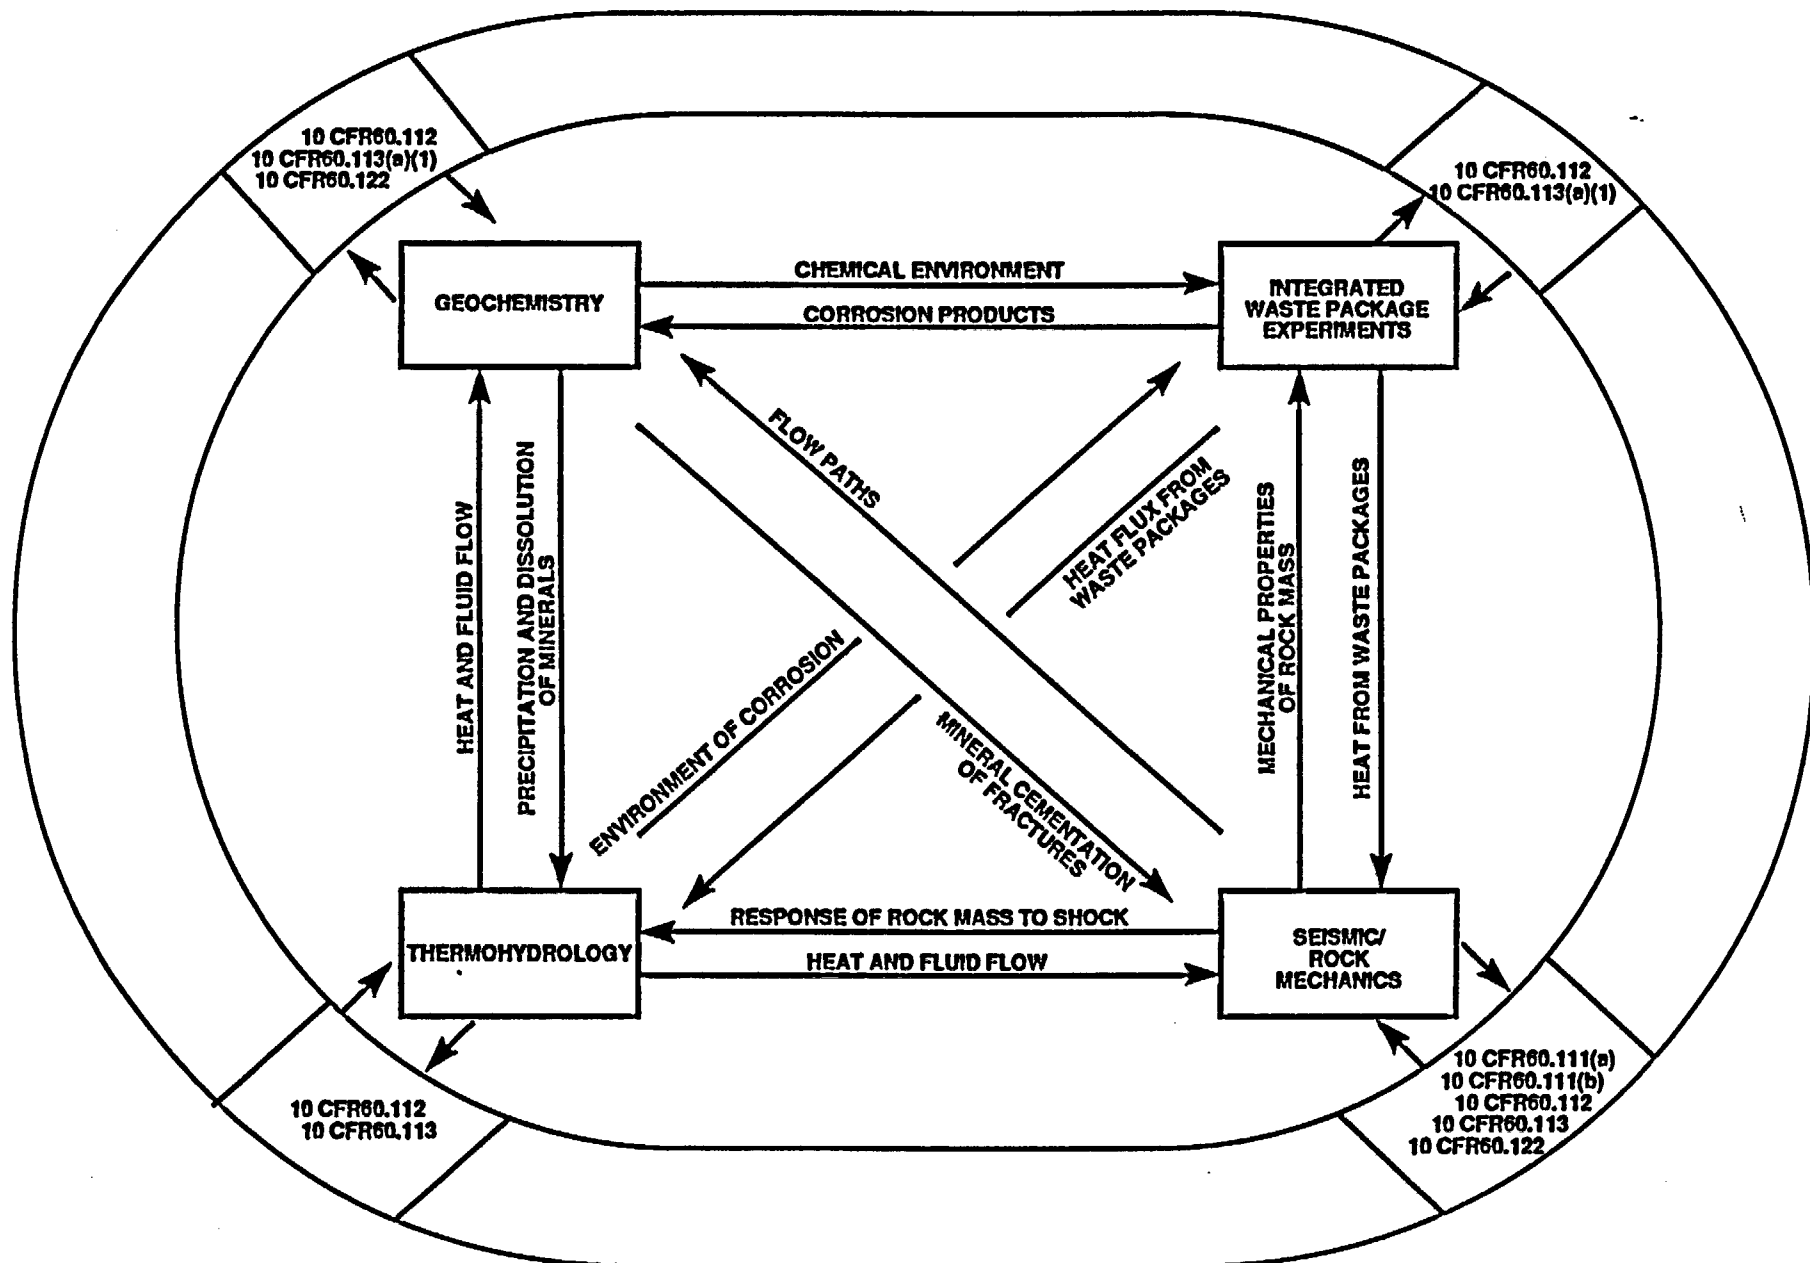 10 CFR60.112
10 CFR60.113(a)(1)
10 CFR60.122
10 CFR60.112
10 CFR60.113(a)(1)
GEOCHEMISTRY
CHEMICAL ENVIRONMENT
CORROSION PRODUCTS
INTEGRATED
WASTE PACKAGE
EXPERIMENTS
FLOW PATHS
HEAT FLUX FROM
WASTE PACKAGES
HEAT AND FLUID FLOW
PRECIPITATION AND DISSOLUTION
OF MINERALS
MECHANICAL PROPERTIES
OF ROCK MASS
HEAT FROM WASTE PACKAGES
ENVIRONMENT OF CORROSION
MINERAL CEMENTATION
OF FRACTURES
THERMOHYDROLOGY
RESPONSE OF ROCK MASS TO SHOCK
HEAT AND FLUID FLOW
SEISMIC/
ROCK
MECHANICS
10 CFR60.112
10 CFR60.113
10 CFR60.111(a)
10 CFR60.111(b)
10 CFR60.112
10 CFR60.113
10 CFR60.122